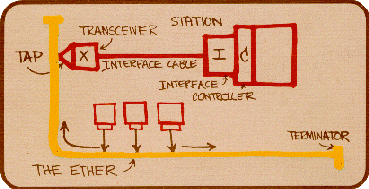 STATION
TRANSCEIVER
TAP
X
I
C
INTERFACE CABLE
INTERFACE
CONTROLLER
TERMINATOR
THE ETHER